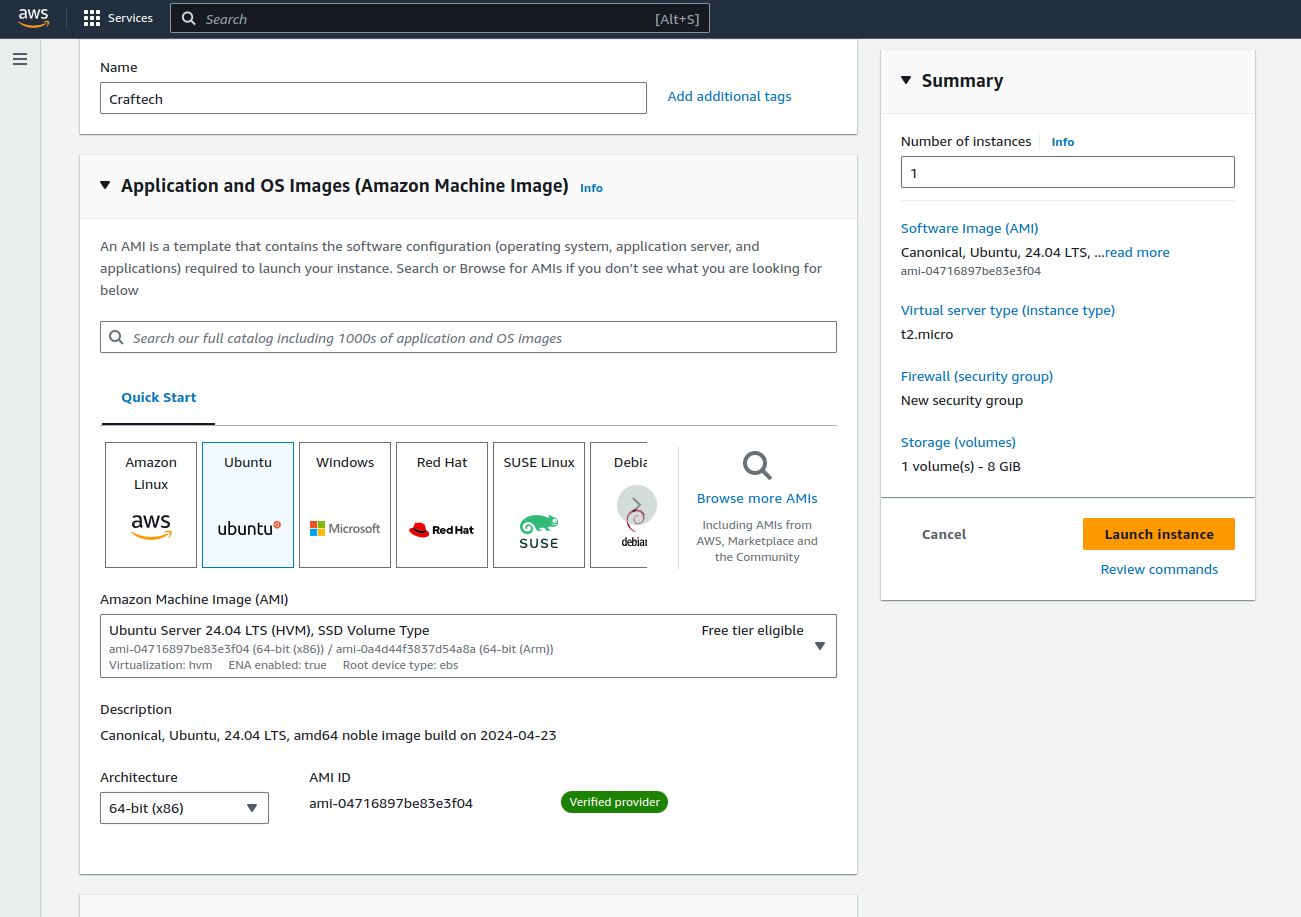 aws
Services
Search [Alt+S]
Name
Craftech
Add additional tags
Application and OS Images (Amazon Machine Image) Info
An AMI is a template that contains the software configuration (operating system, application server, and
applications) required to launch your instance. Search or Browse for AMIs if you don’t see what you are looking for
below
Search our full catalog including 1000s of application and OS images
Quick Start
Amazon
Linux
aws
Ubuntu
ubuntu
Windows
Microsoft
Red Hat
Red Hat
SUSE Linux
SUSE
Debia
debian
Browse more AMIs
Including AMIs from
AWS, Marketplace and
the Community
Amazon Machine Image (AMI)
Ubuntu Server 24.04 LTS (HVM), SSD Volume Type Free tier eligible
ami-04716897be83e3f04 (64-bit (x86)) / ami-0a4d44f3837d54a8a (64-bit (Arm))
Virtualization: hvm ENA enabled: true Root device type: ebs
Description
Canonical, Ubuntu, 24.04 LTS, amd64 noble image build on 2024-04-23
Architecture
64-bit (x86)
AMI ID
ami-04716897be83e3f04
Verified provider
Summary
Number of instances Info
1
Software Image (AMI)
Canonical, Ubuntu, 24.04 LTS, ...read more
ami-04716897be83e3f04
Virtual server type (instance type)
t2.micro
Firewall (security group)
New security group
Storage (volumes)
1 volume(s) - 8 GiB
Cancel
Launch instance
Review commands